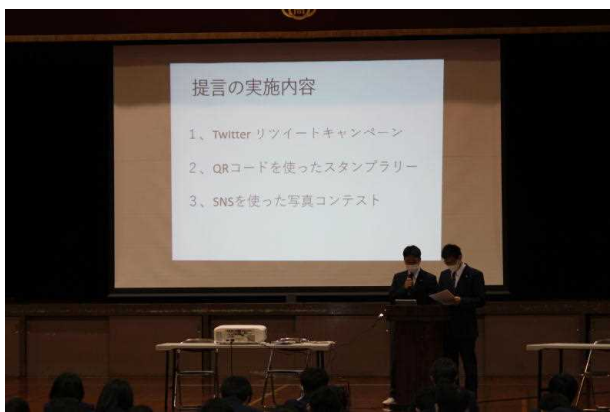 提言の実施内容
1、Twitter リツイートキャンペーン
2、QRコードを使ったスタンプラリー
3、SNSを使った写真コンテスト